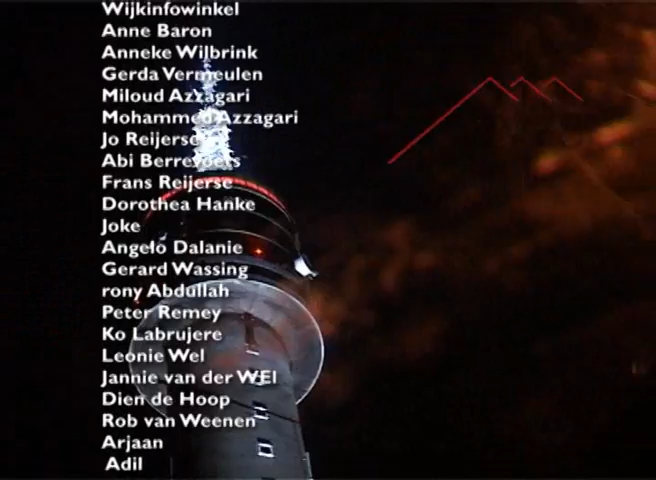 Wijkinfowinkel
Anne Baron
Anneke Wilbrink
Gerda Vermeulen
Miloud Azzagari
Mohammed Azzagari
Jo Reijerse
Abi Berrevoets
Frans Reijerse
Dorothea Hanke
Joke
Angelo Dalanie
Gerard Wassing
rony Abdullah
Peter Remey
Ko Labrujere
Leonie Wel
Jannie van der WEl
Dien de Hoop
Rob van Weenen
Arjaan
Adil